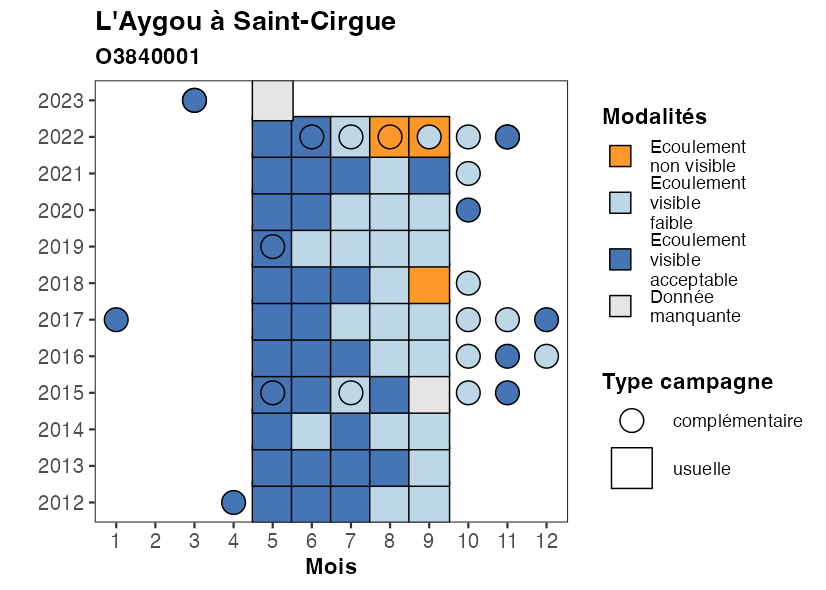 L'Aygou à Saint-Cirgue
O3840001
2023
2022
2021
2020
2019
2018
2017
2016
2015
2014
2013
2012
1 2 3 4 5 6 7 8 9 10 11 12
Mois
Modalités
Ecoulement
non visible
Ecoulement
visible
faible
Ecoulement
visible
acceptable
Donnée
manquante
Type campagne
complémentaire
usuelle